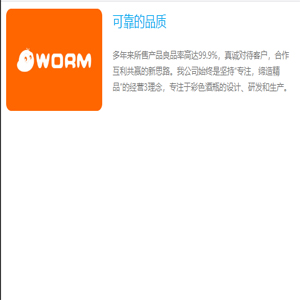 WORM
可靠的品质
多年来所售产品良品率高达99.9%，真诚对待客户，合作
互利共赢的新思路。我公司始终是坚持“专注，缔造精
品”的经营3理念，专注于彩色酒瓶的设计、研发和生产。